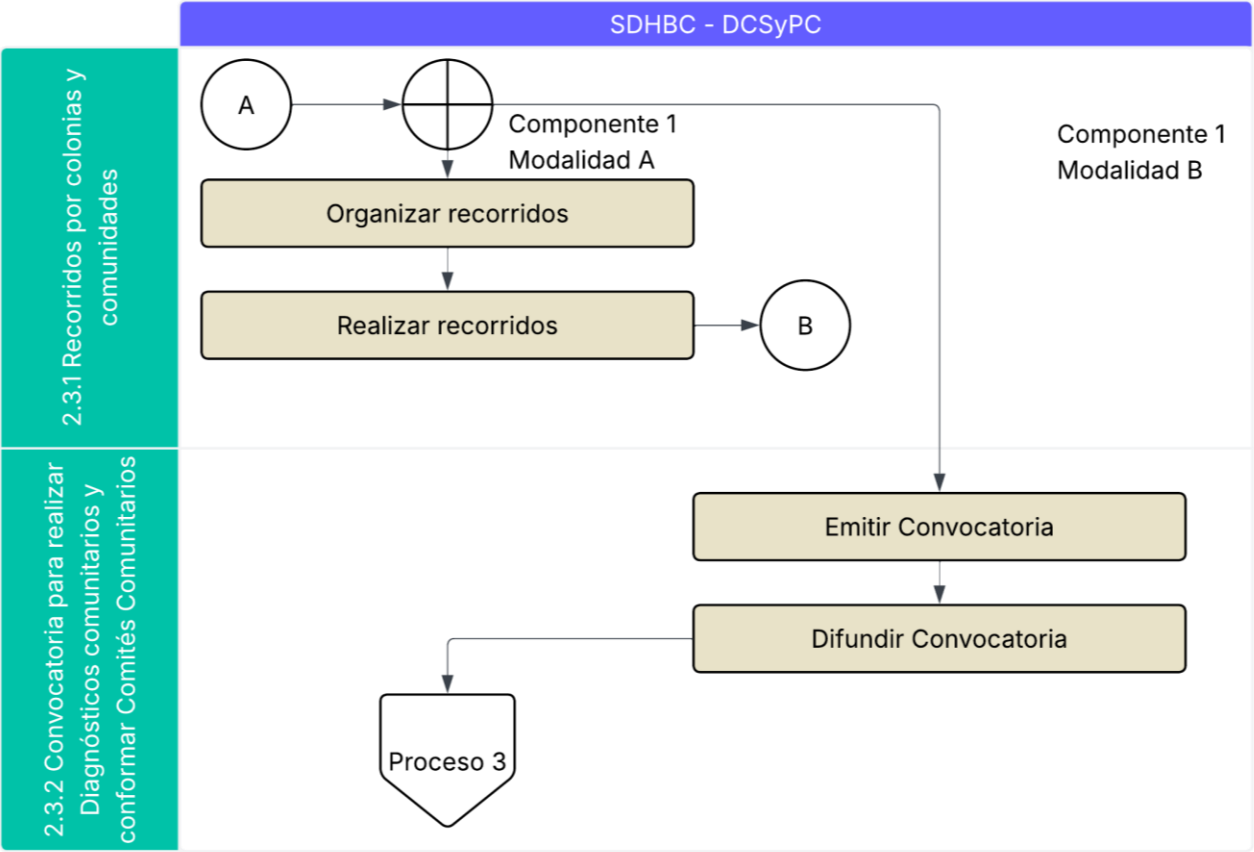 SDHBC - DCSyPC
2.3.1 Recorridos por colonias y
comunidades
A
Componente 1
Modalidad A
Componente 1
Modalidad B
Organizar recorridos
Realizar recorridos
B
2.3.2 Convocatoria para realizar
Diagnósticos comunitarios y
conformar Comités Comunitarios
Emitir Convocatoria
Difundir Convocatoria
Proceso 3